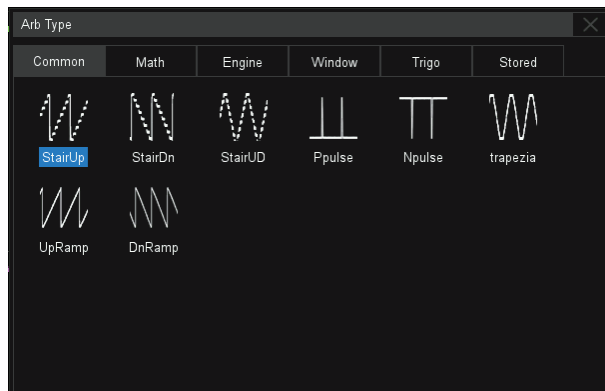 Arb Type
Common Math Engine Window Trigo Stored
StairUp StairDn StairUD Ppulse Npulse trapezia
UpRamp DnRamp